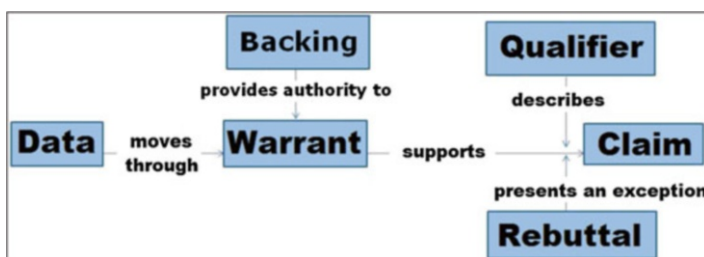 Backing
Qualifier
provides authority to
describes
Data
moves
through
Warrant
supports
Claim
presents an exception
Rebuttal